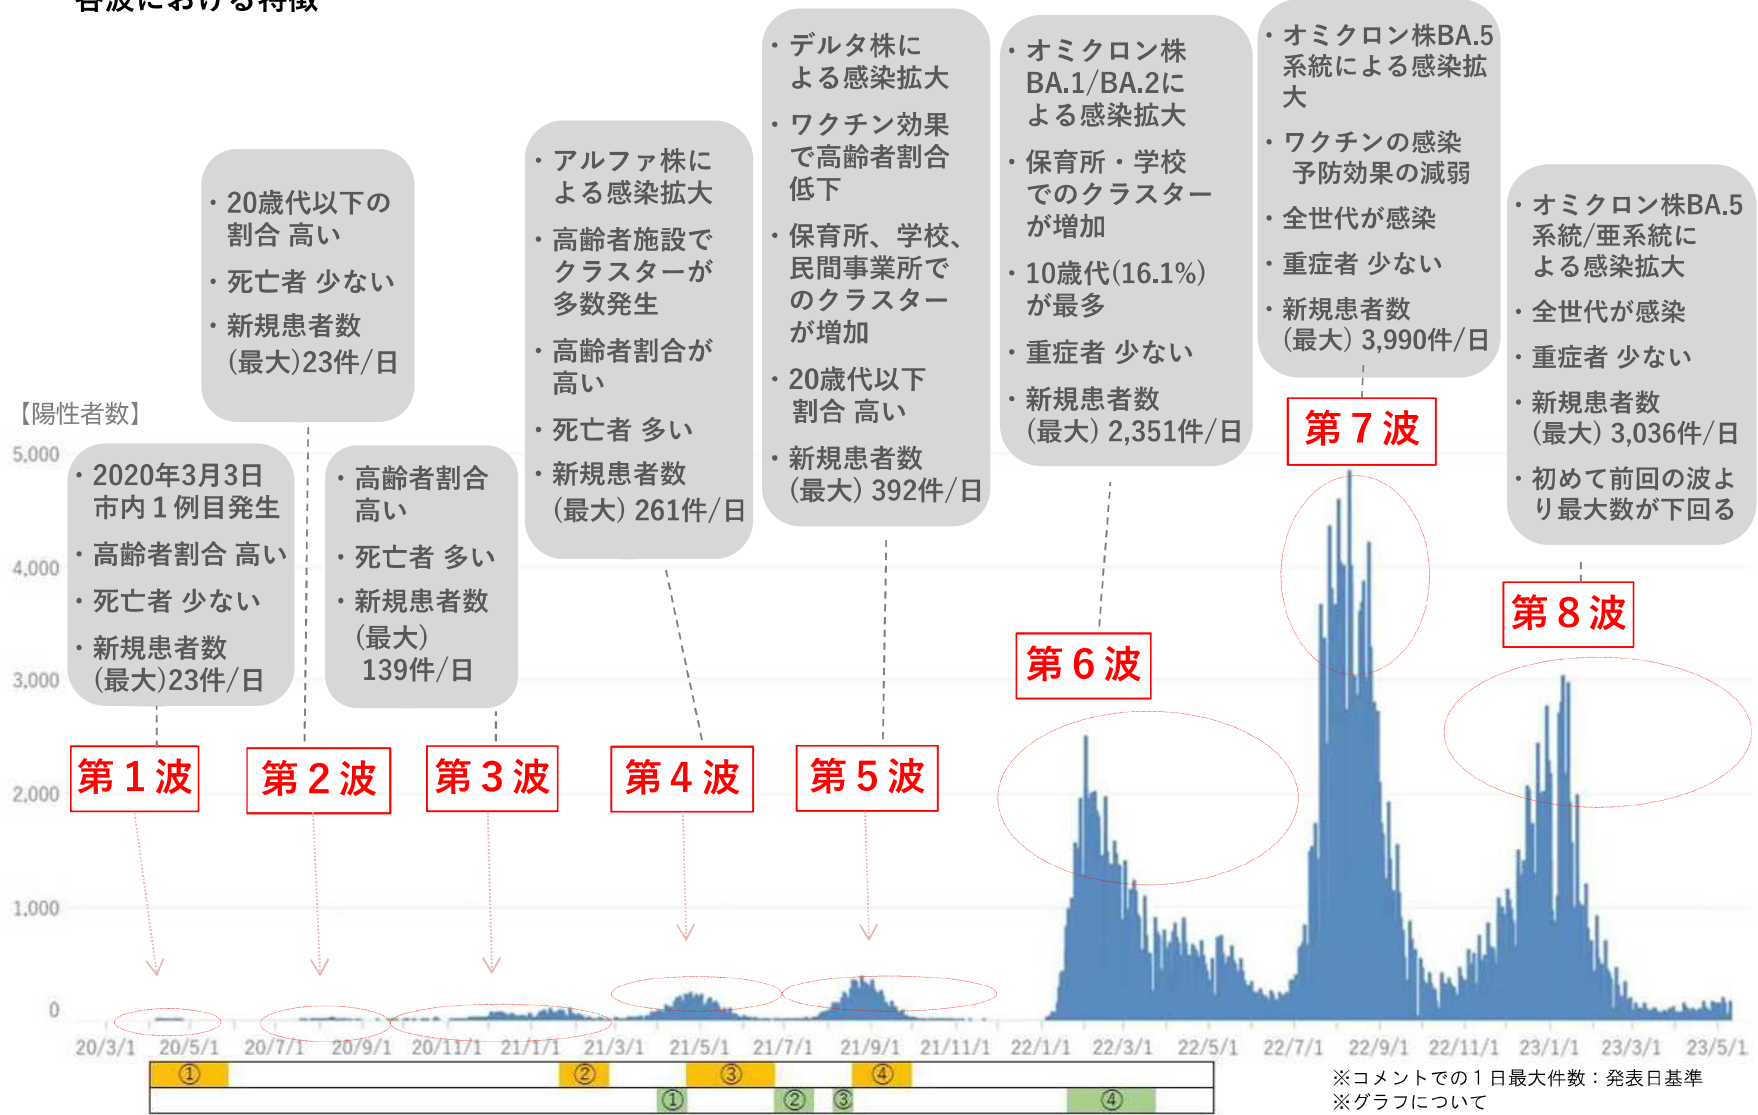 各波における特徴
・20歳代以下の
割合 高い
・死亡者 少ない
・新規患者数
(最大)23件/日
・アルファ株に
よる感染拡大
・高齢者施設で
クラスターが
多数発生
・高齢者割合が
高い
・死亡者 多い
・新規患者数
(最大) 261件/日
・デルタ株に
よる感染拡大
・ワクチン効果
で高齢者割合
低下
・保育所、学校、
民間事業所で
のクラスター
が増加
・20歳代以下
割合 高い
・新規患者数
(最大) 392件/日
・オミクロン株
BA.1/BA.2に
よる感染拡大
・保育所・学校
でのクラスター
が増加
・10歳代(16.1%)
が最多
・重症者 少ない
・新規患者数
(最大) 2,351件/日
・オミクロン株BA.5
系統による感染拡
大
・ワクチンの感染
予防効果の減弱
・全世代が感染
・重症者 少ない
・新規患者数
(最大) 3,990件/日
・オミクロン株BA.5
系統/亜系統に
よる感染拡大
・全世代が感染
・重症者 少ない
・新規患者数
(最大) 3,036件/日
・初めて前回の波よ
り最大数が下回る
【陽性者数】
・2020年3月3日
市内1例目発生
・高齢者割合 高い
・死亡者 少ない
・新規患者数
(最大)23件/日
・高齢者割合
高い
・死亡者 多い
・新規患者数
(最大)
139件/日
第1波
第2波
第3波
第4波
第5波
第6波
第7波
第8波
5,000
4,000
3,000
2,000
1,000
0
20/3/1 20/5/1 20/7/1 20/9/1 20/11/1 21/1/1 21/3/1 21/5/1 21/7/1 21/9/1 21/11/1 22/1/1 22/3/1 22/5/1 22/7/1 22/9/1 22/11/1 23/1/1 23/3/1 23/5/1
① ② ③ ④
① ② ③ ④
※コメントでの1日最大件数：発表日基準
※グラフについて